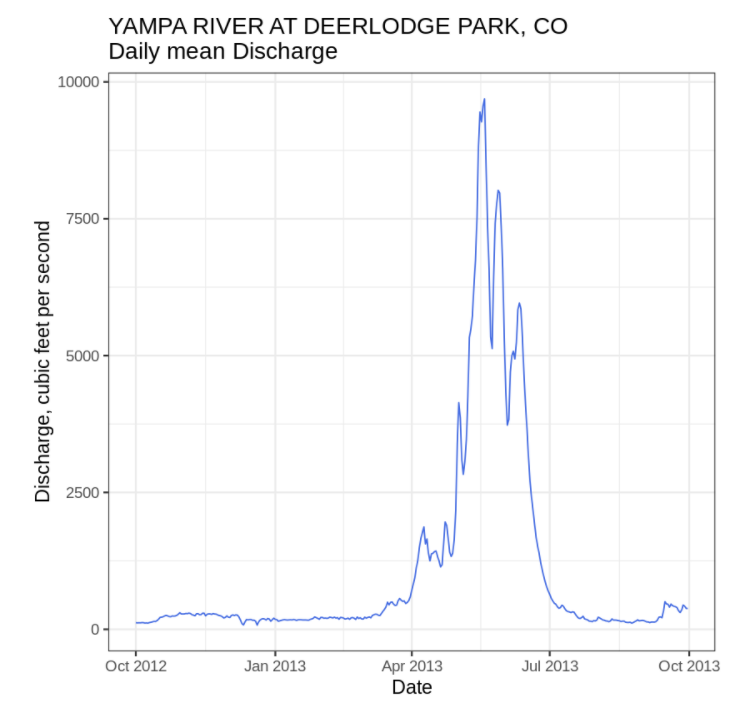 YAMPA RIVER AT DEERLODGE PARK, CO
Daily mean Discharge
Discharge, cubic feet per second
10000
7500
5000
2500
0
Oct 2012
Jan 2013
Apr 2013
Jul 2013
Oct 2013
Date